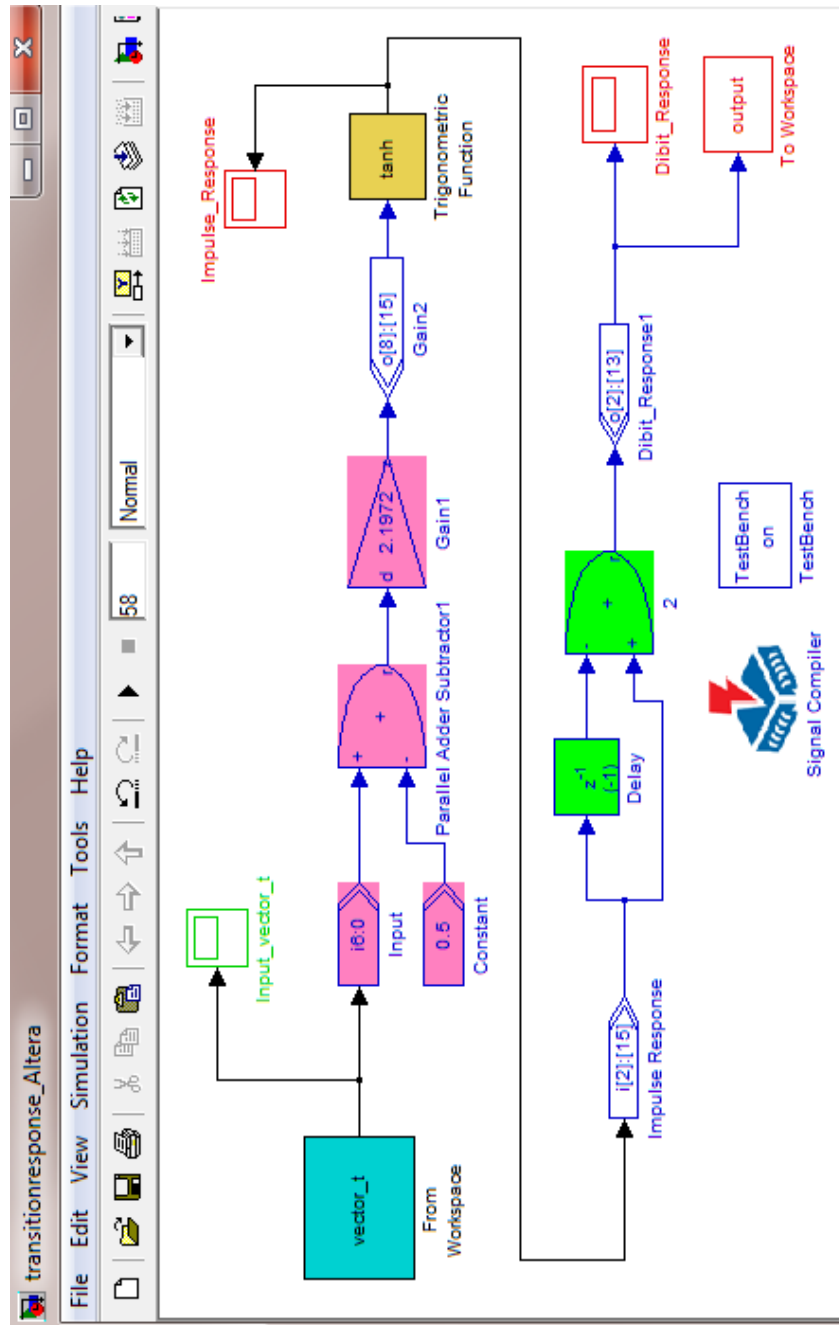 transitionresponse_Altera
File Edit View Simulation Format Tools Help
58
Normal
Input_vector_t
Impulse_Response
vector_t
From
Workspace
i6:0
Input
0.5
Constant
+
-
+
r
Parallel Adder Subtractor1
d 2.1972
Gain1
o[8]:[15]
Gain2
tanh
Trigonometric
Function
i[2]:[15]
Impulse Response
z-1
(-1)
Delay
-
+
+
r
2
o[2]:[13]
Dibit_Response1
Dibit_Response
output
To Workspace
Signal Compiler
TestBench
on
TestBench